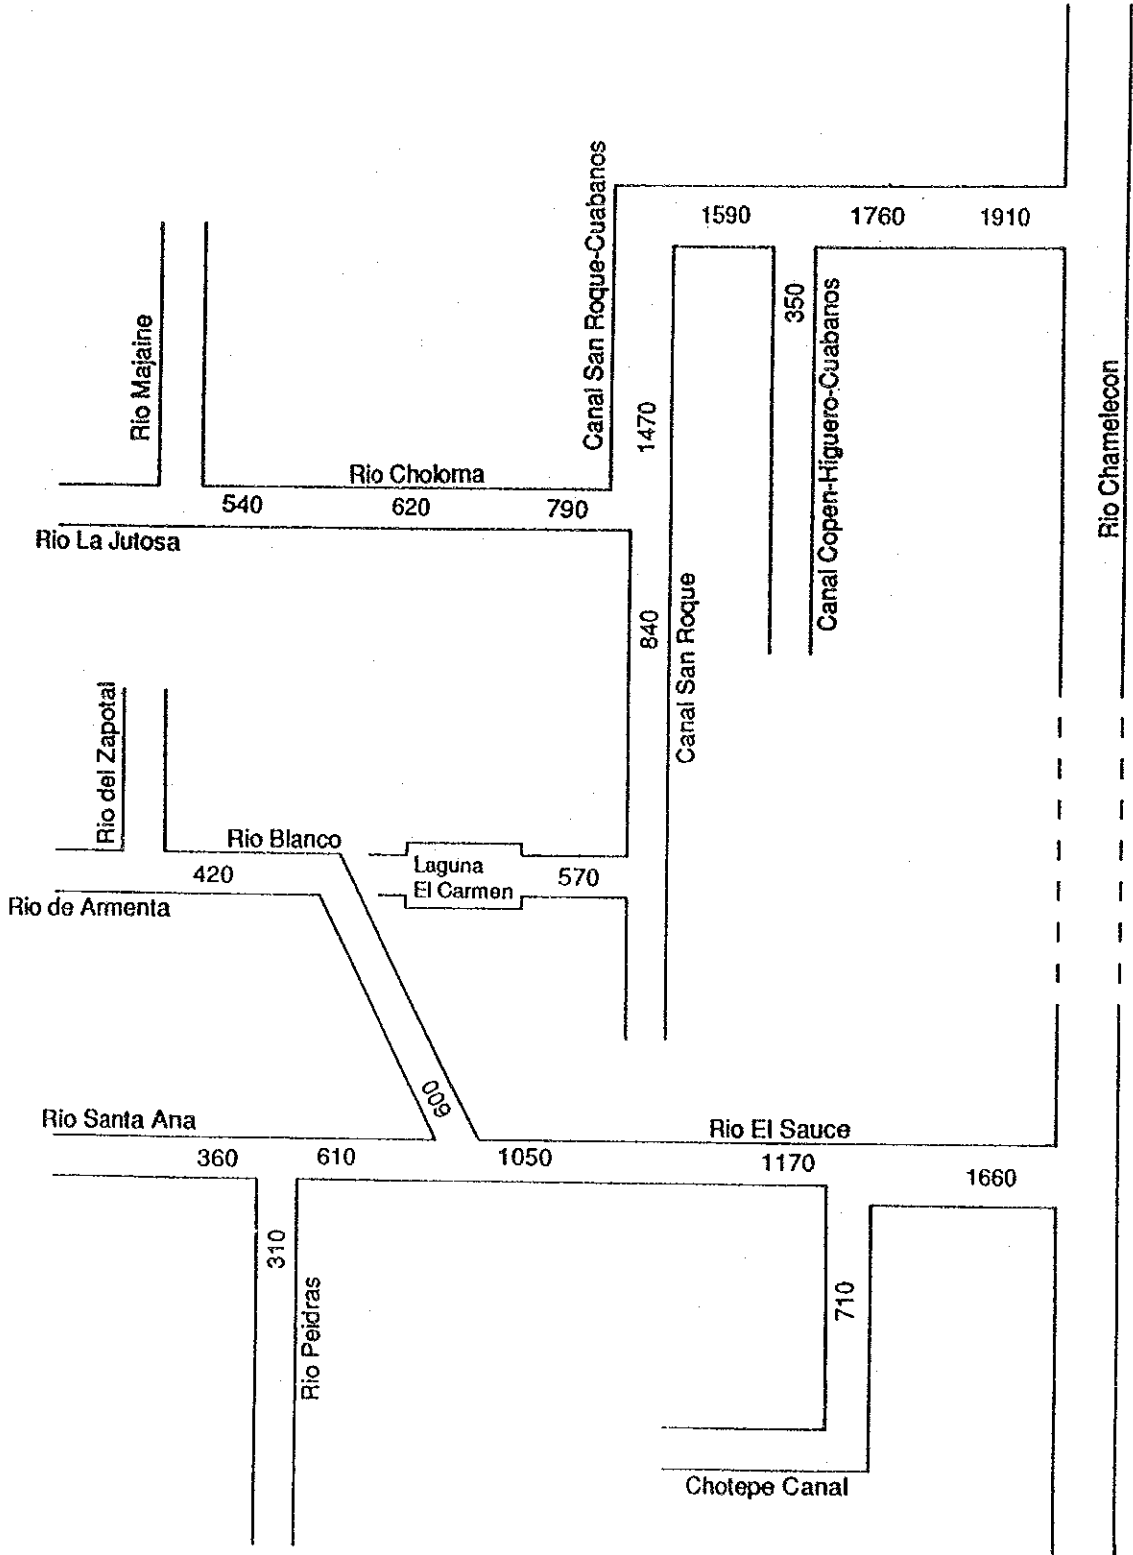 Canal San Roque-Cuabanos
1590
1760
1910
350
Canal Copen-Higuero-Cuabanos
Rio Majaine
1470
Rio Chamelecon
Rio Choloma
540
620
790
Rio La Jutosa
840
Canal San Roque
Rio del Zapotal
Rio Blanco
420
Laguna
El Carmen
570
Rio de Armenta
600
Rio Santa Ana
Rio El Sauce
360
610
1050
1170
1660
310
Rio Peidras
710
Chotepe Canal